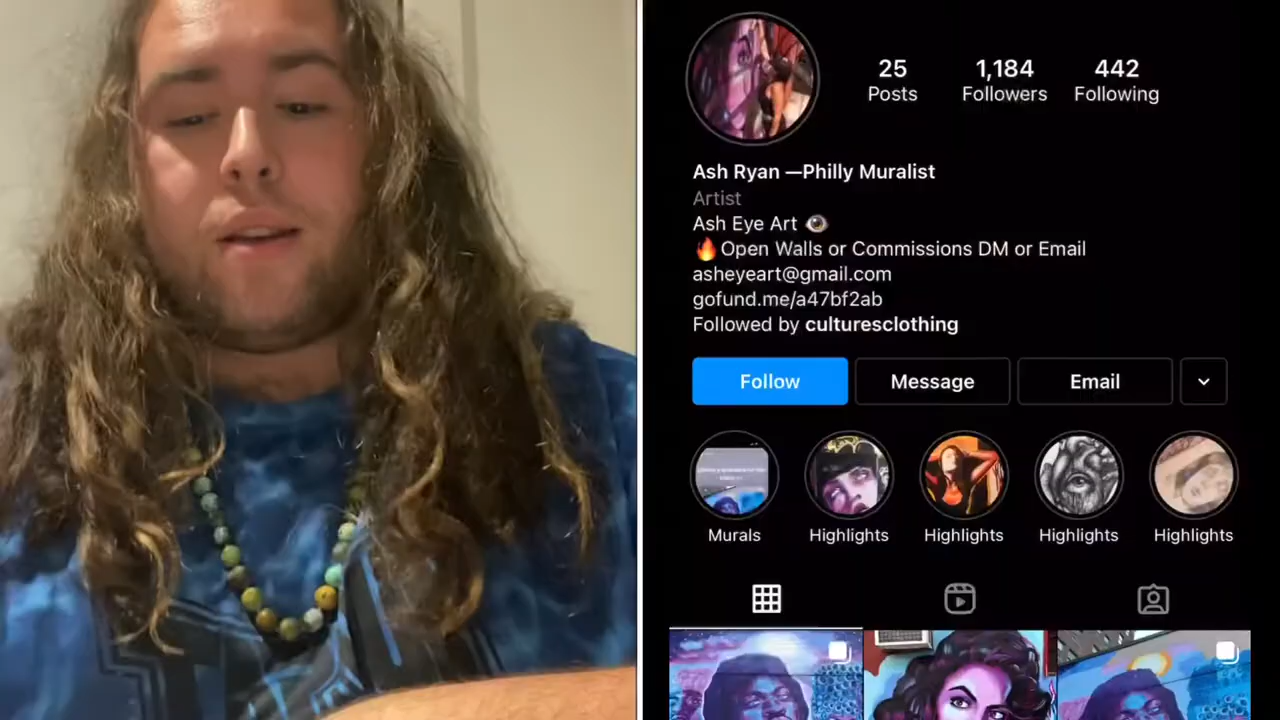 25
Posts
1,184
Followers
442
Following
Ash Ryan —Philly Muralist
Artist
Ash Eye Art 👁️
🔥Open Walls or Commissions DM or Email
asheyeart@gmail.com
gofund.me/a47bf2ab
Followed by culturesclothing
Follow
Message
Email
Murals
Highlights
Highlights
Highlights
Highlights